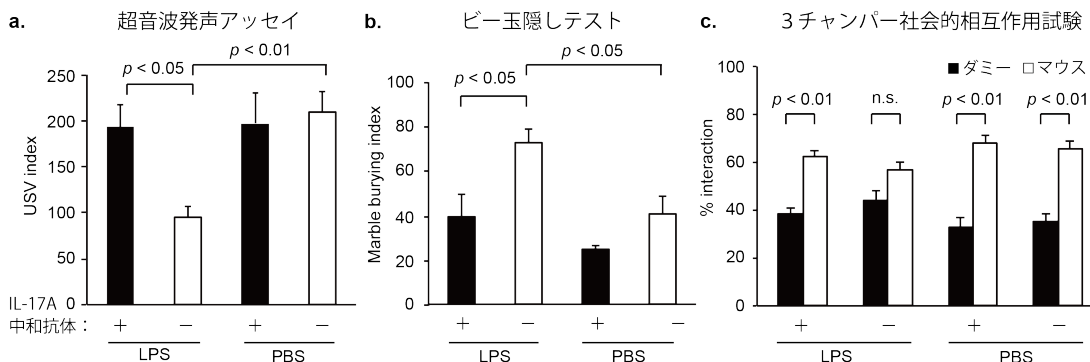 a. 超音波発声アッセイ
p < 0.01
p < 0.05
250
200
150
100
50
0
USV index
IL-17A
中和抗体： + − + −
LPS PBS
b. ビー玉隠しテスト
p < 0.05
p < 0.05
100
80
60
40
20
0
Marble burying index
+ − + −
LPS PBS
c. 3チャンパー社会的相互作用試験
■ダミー □マウス
p < 0.01 n.s. p < 0.01 p < 0.01
100
80
60
40
20
0
% interaction
+ − + −
LPS PBS